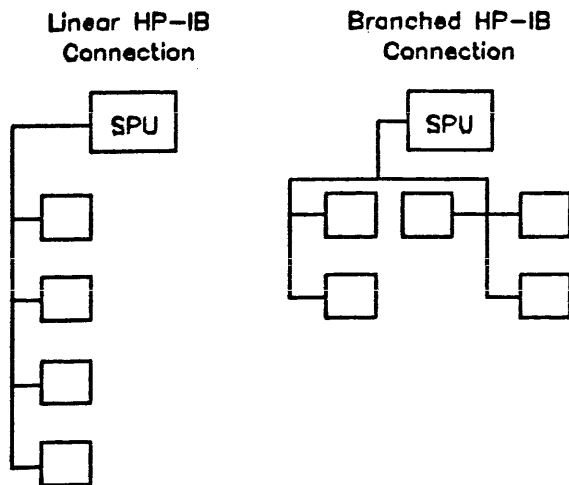 Linear HP-IB
Connection
SPU
Branched HP-IB
Connection
SPU